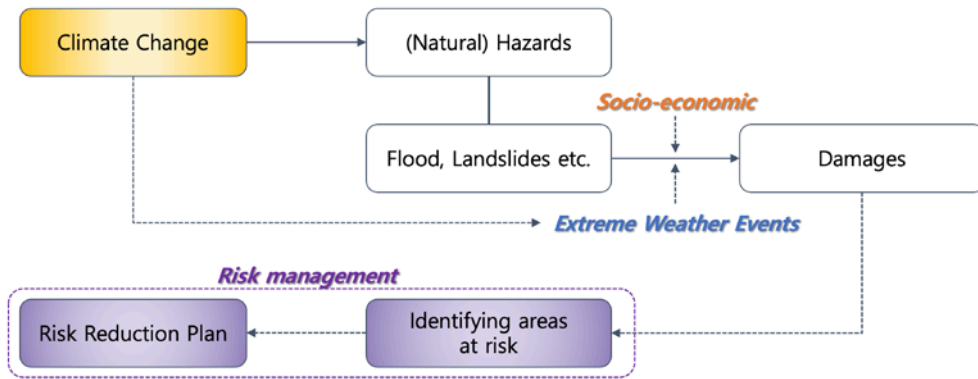 Climate Change
(Natural) Hazards
Socio-economic
Flood, Landslides etc.
Damages
Extreme Weather Events
Risk management
Risk Reduction Plan
Identifying areas
at risk